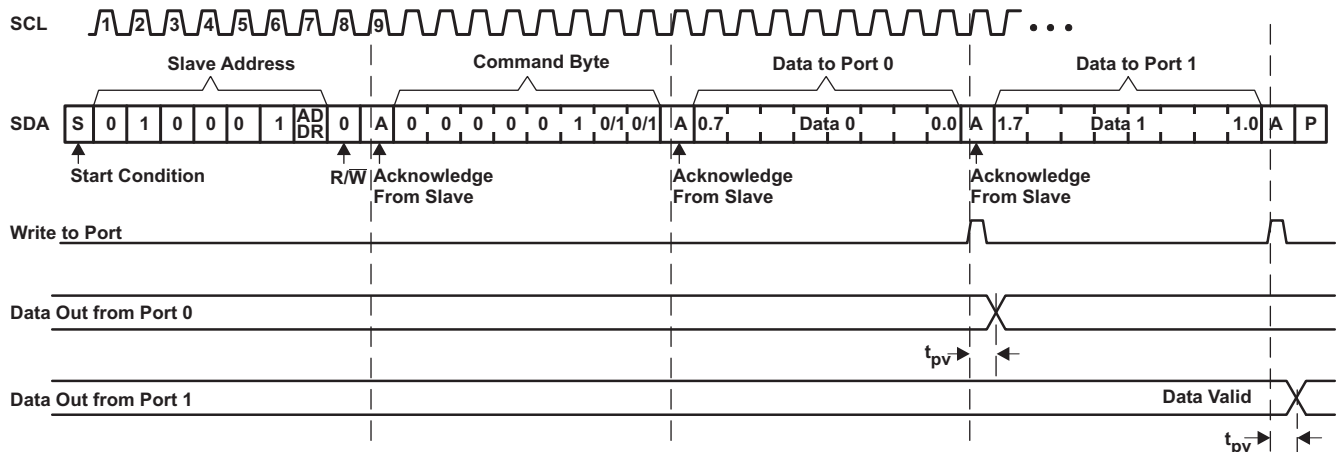 SCL 1 2 3 4 5 6 7 8 9 • • •
Slave Address Command Byte Data to Port 0 Data to Port 1
SDA S 0 1 0 0 0 1 AD DR 0 A 0 0 0 0 0 1 0/1 0/1 A 0.7 Data 0 0.0 A 1.7 Data 1 1.0 A P
Start Condition R/W̅ Acknowledge From Slave Acknowledge From Slave Acknowledge From Slave
Write to Port
Data Out from Port 0
tpv
Data Out from Port 1 Data Valid
tpv